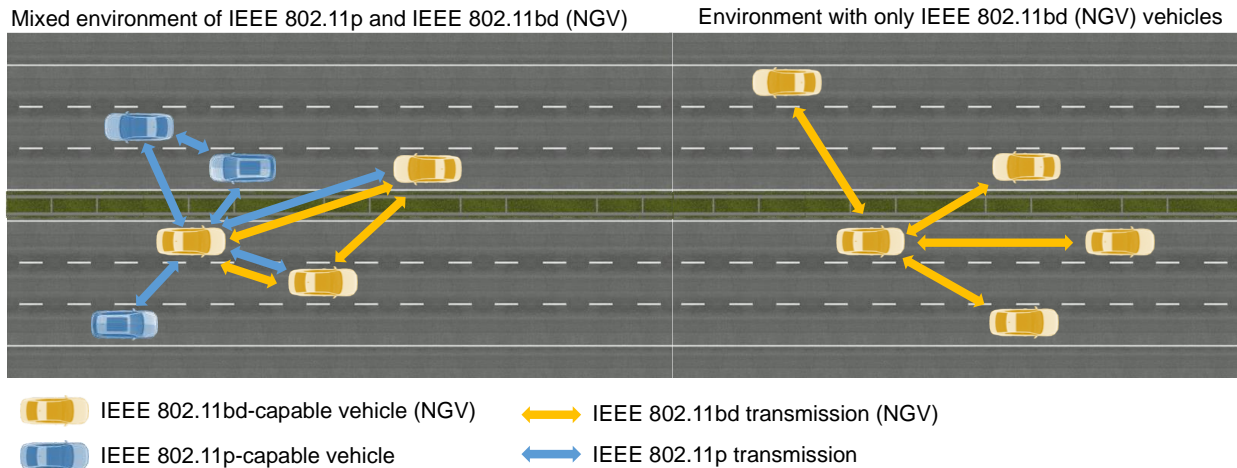 Mixed environment of IEEE 802.11p and IEEE 802.11bd (NGV)
Environment with only IEEE 802.11bd (NGV) vehicles
IEEE 802.11bd-capable vehicle (NGV)
IEEE 802.11bd transmission (NGV)
IEEE 802.11p-capable vehicle
IEEE 802.11p transmission